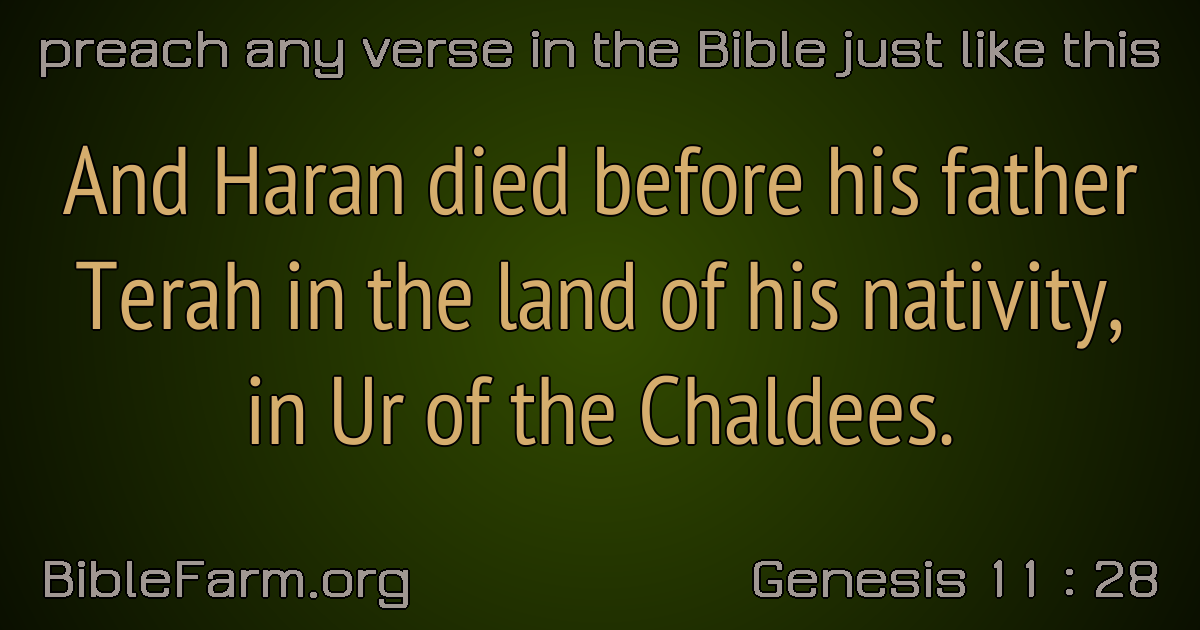 preach any verse in the Bible just like this
And Haran died before his father
Terah in the land of his nativity,
in Ur of the Chaldees.
BibleFarm.org
Genesis 11 : 28